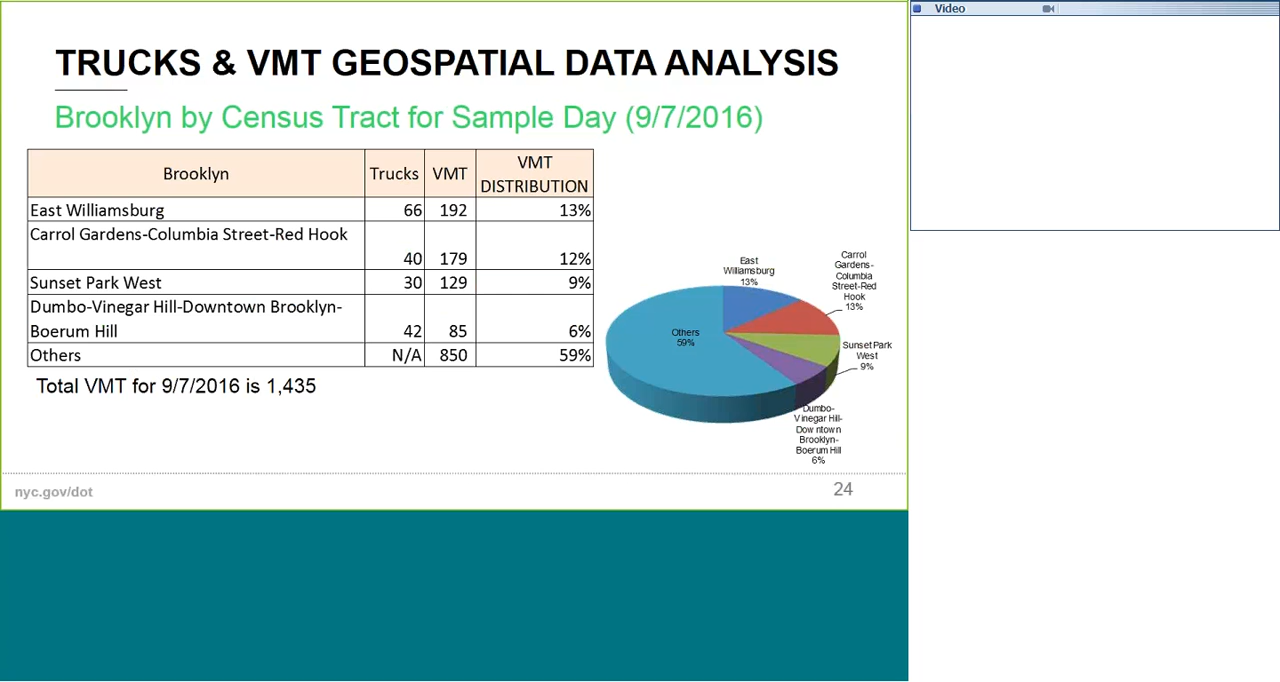 Video
TRUCKS & VMT GEOSPATIAL DATA ANALYSIS
Brooklyn by Census Tract for Sample Day (9/7/2016)
Brooklyn Trucks VMT VMT DISTRIBUTION
East Williamsburg 66 192 13%
Carrol Gardens-Columbia Street-Red Hook 40 179 12%
Sunset Park West 30 129 9%
Dumbo-Vinegar Hill-Downtown Brooklyn-
Boerum Hill 42 85 6%
Others N/A 850 59%
Total VMT for 9/7/2016 is 1,435
East
Williamsburg
13%
Carrol
Gardens-
Columbia
Street-Red
Hook
13%
Sunset Park
West
9%
Dumbo-
Vinegar Hill-
Downtown
Brooklyn-
Boerum Hill
6%
Others
59%
nyc.gov/dot
24